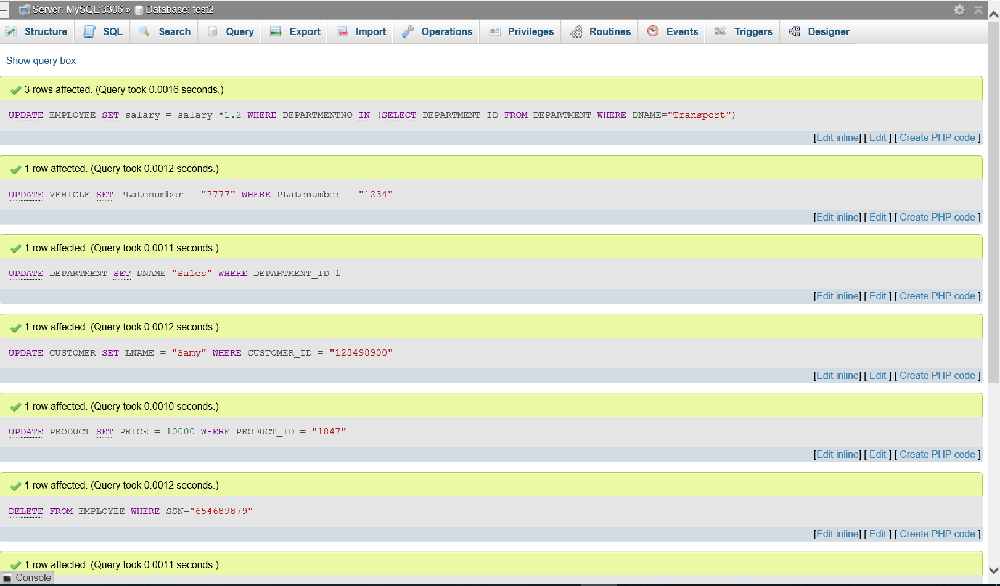 Server: MySQL:3306 » Database: test2
Structure SQL Search Query Export Import Operations Privileges Routines Events Triggers Designer
Show query box
3 rows affected. (Query took 0.0016 seconds.)
UPDATE EMPLOYEE SET salary = salary *1.2 WHERE DEPARTMENTNO IN (SELECT DEPARTMENT_ID FROM DEPARTMENT WHERE DNAME="Transport")
[Edit inline] [ Edit ] [ Create PHP code ]
1 row affected. (Query took 0.0012 seconds.)
UPDATE VEHICLE SET PLatenumber = "7777" WHERE PLatenumber = "1234"
[Edit inline] [ Edit ] [ Create PHP code ]
1 row affected. (Query took 0.0011 seconds.)
UPDATE DEPARTMENT SET DNAME="Sales" WHERE DEPARTMENT_ID=1
[Edit inline] [ Edit ] [ Create PHP code ]
1 row affected. (Query took 0.0012 seconds.)
UPDATE CUSTOMER SET LNAME = "Samy" WHERE CUSTOMER_ID = "123498900"
[Edit inline] [ Edit ] [ Create PHP code ]
1 row affected. (Query took 0.0010 seconds.)
UPDATE PRODUCT SET PRICE = 10000 WHERE PRODUCT_ID = "1847"
[Edit inline] [ Edit ] [ Create PHP code ]
1 row affected. (Query took 0.0012 seconds.)
DELETE FROM EMPLOYEE WHERE SSN="654689879"
[Edit inline] [ Edit ] [ Create PHP code ]
1 row affected. (Query took 0.0011 seconds.)
Console